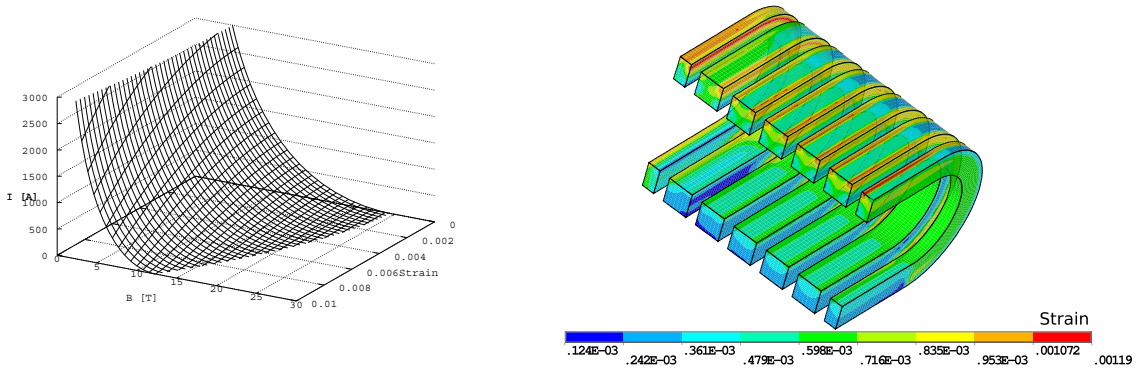 3000
2500
2000
1500
I [A]
1000
500
0
0
5
10
15
20
25
30
B [T]
0
0.002
0.004
0.006
Strain
0.008
0.01
Strain
.124E-03
.242E-03
.361E-03
.479E-03
.598E-03
.716E-03
.835E-03
.953E-03
.001072
.00119